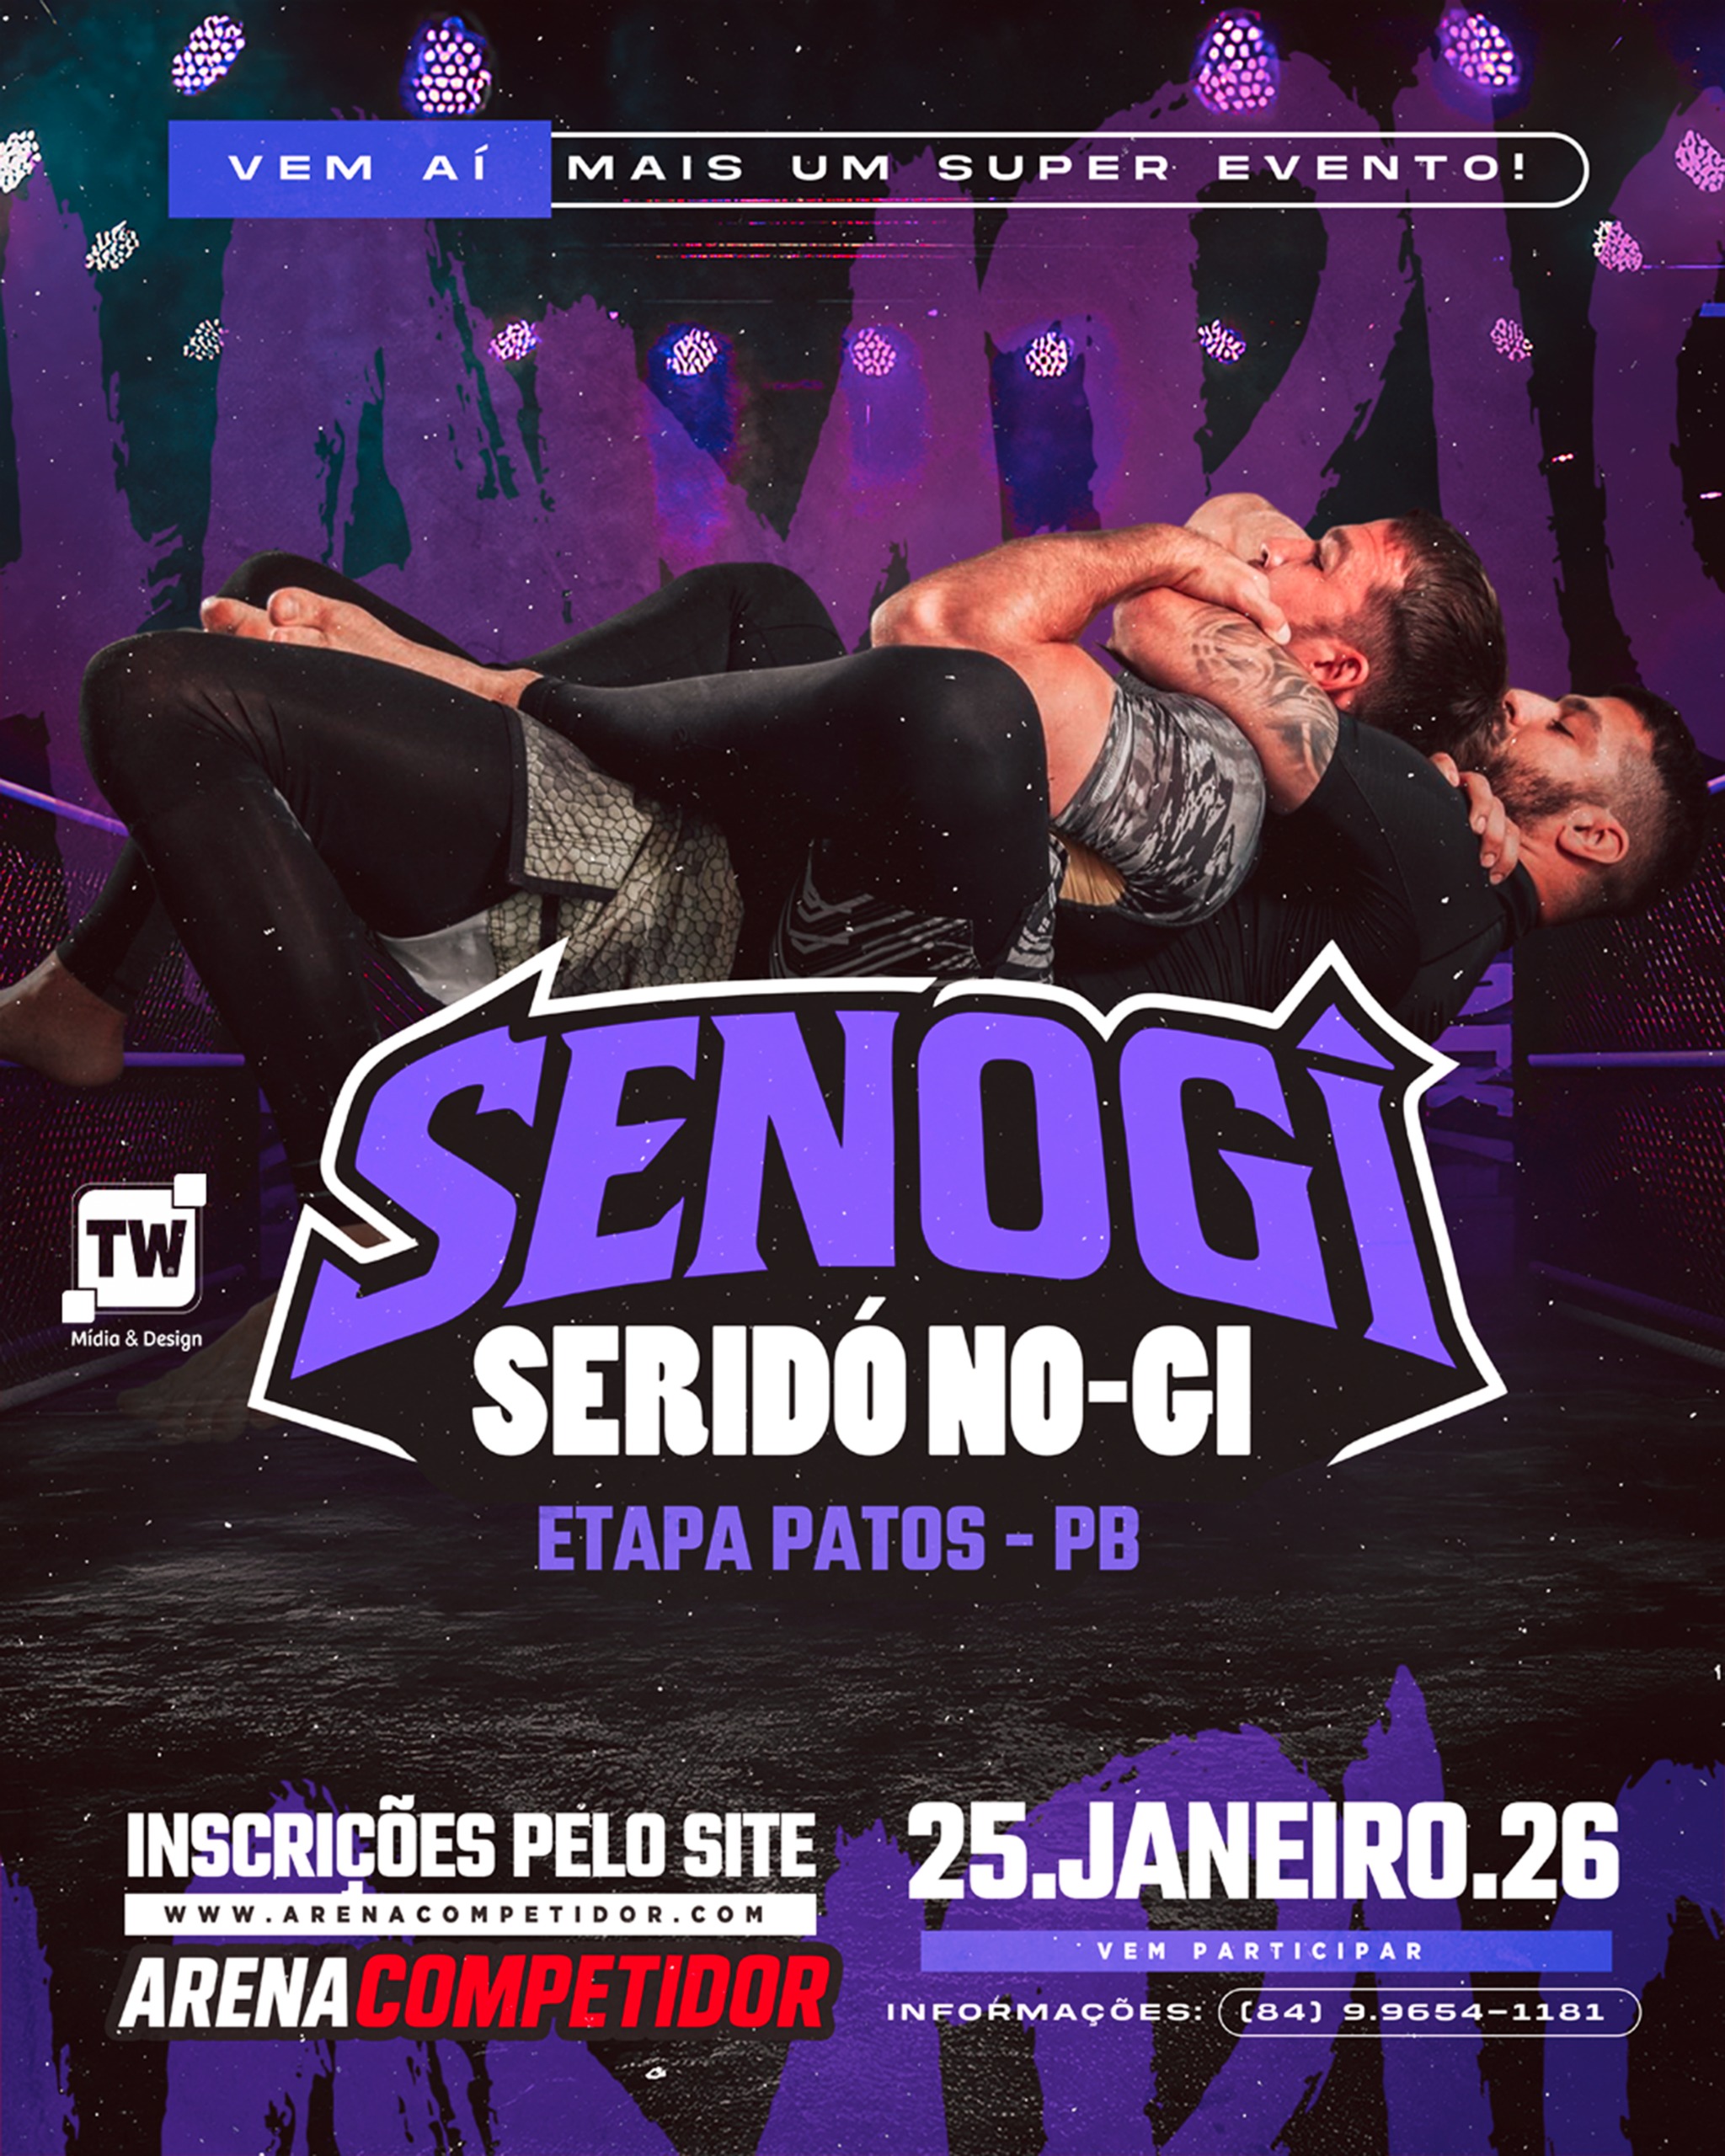 VEM AÍ MAIS UM SUPER EVENTO!
SENOGI
SERIDÓ NO-GI
ETAPA PATOS - PB
TW
Mídia & Design
INSCRIÇÕES PELO SITE
WWW.ARENACOMPETIDOR.COM
ARENACOMPETIDOR
25.JANEIRO.26
VEM PARTICIPAR
INFORMAÇÕES: (84) 9.9654-1181